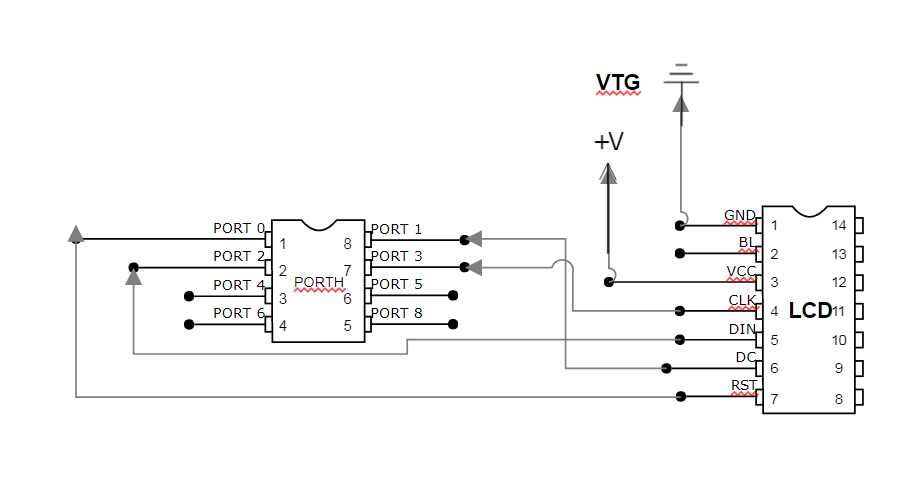 VTG
+V
PORT 0
1
PORT 2
2
PORT 4
3
PORT 6
4
PORTH
8
PORT 1
7
PORT 3
6
PORT 5
5
PORT 8
GND
1
BL
2
VCC
3
CLK
4
DIN
5
DC
6
RST
7
LCD
14
13
12
11
10
9
8